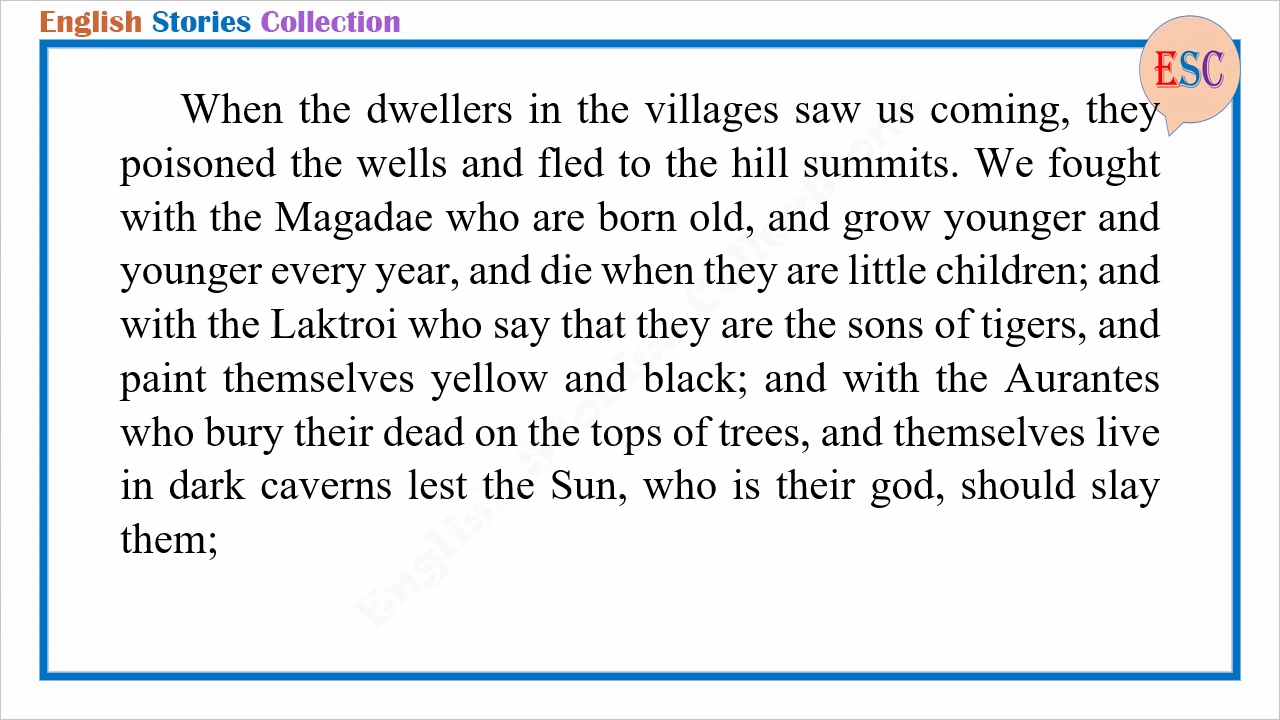 English Stories Collection
ESC
When the dwellers in the villages saw us coming, they
poisoned the wells and fled to the hill summits. We fought
with the Magadae who are born old, and grow younger and
younger every year, and die when they are little children; and
with the Laktroi who say that they are the sons of tigers, and
paint themselves yellow and black; and with the Aurantes
who bury their dead on the tops of trees, and themselves live
in dark caverns lest the Sun, who is their god, should slay
them;
English Stories Collections